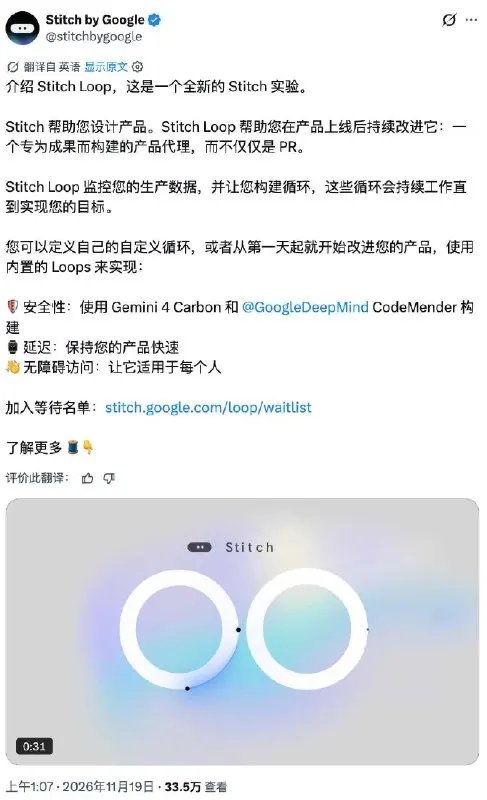 Stitch by Google
@stitchbygoogle
翻译自 英语 显示原文
介绍 Stitch Loop，这是一个全新的 Stitch 实验。
Stitch 帮助您设计产品。Stitch Loop 帮助您在产品上线后持续改进它：一
个专为成果而构建的产品代理，而不仅仅是 PR。
Stitch Loop 监控您的生产数据，并让您构建循环，这些循环会持续工作直
到实现您的目标。
您可以定义自己的自定义循环，或者从第一天起就开始改进您的产品，使用
内置的 Loops 来实现：
🛡️ 安全性：使用 Gemini 4 Carbon 和 @GoogleDeepMind CodeMender 构
建
⌚ 延迟：保持您的产品快速
👋 无障碍访问：让它适用于每个人
加入等待名单：stitch.google.com/loop/waitlist
了解更多 🧵👇
评价此翻译：
Stitch
0:31
上午1:07 · 2026年11月19日 · 33.5万 查看